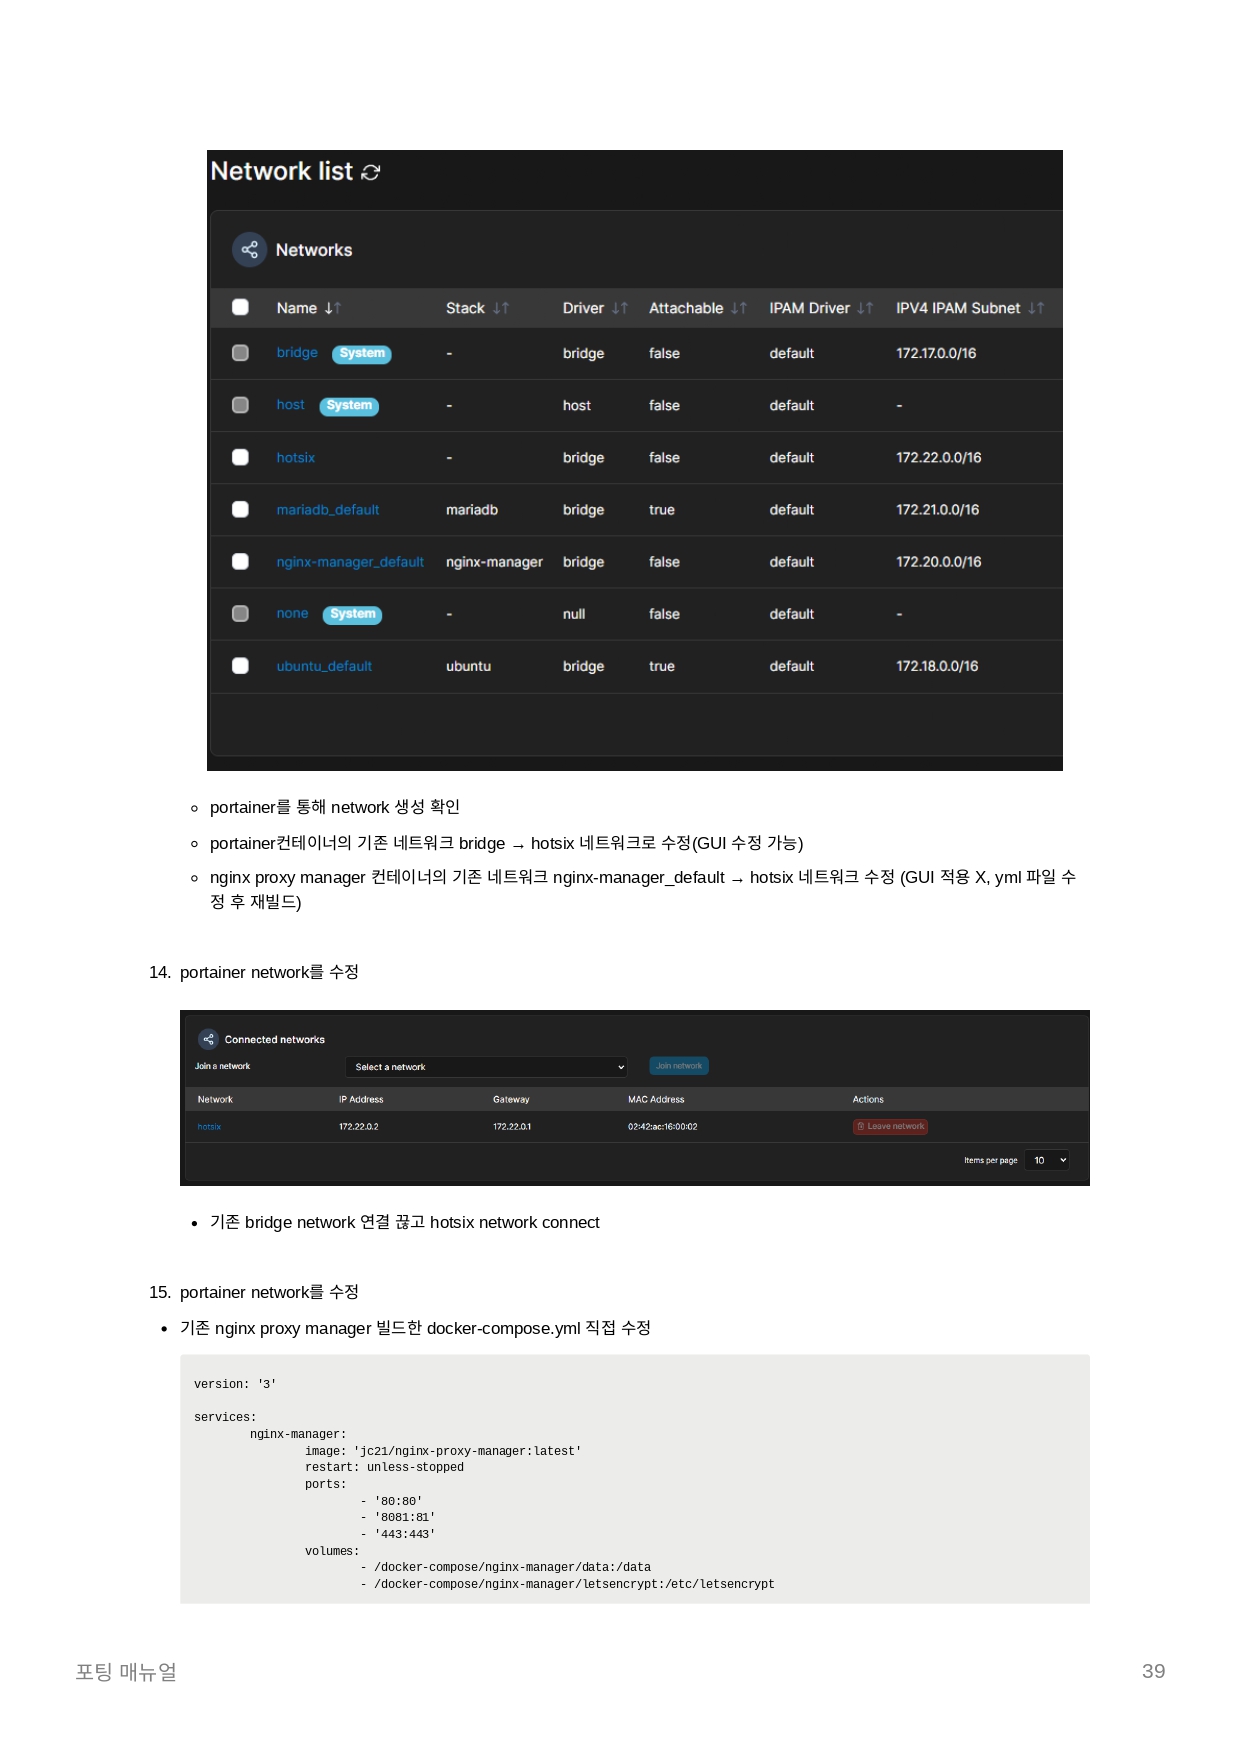 Network list
Networks
Name Stack Driver Attachable IPAM Driver IPV4 IPAM Subnet
bridge System - bridge false default 172.17.0.0/16
host System - host false default -
hotsix - bridge false default 172.22.0.0/16
mariadb_default mariadb bridge true default 172.21.0.0/16
nginx-manager_default nginx-manager bridge false default 172.20.0.0/16
none System - null false default -
ubuntu_default ubuntu bridge true default 172.18.0.0/16
◦ portainer를 통해 network 생성 확인
◦ portainer컨테이너의 기존 네트워크 bridge → hotsix 네트워크로 수정(GUI 수정 가능)
◦ nginx proxy manager 컨테이너의 기존 네트워크 nginx-manager_default → hotsix 네트워크 수정 (GUI 적용 X, yml 파일 수
정 후 재빌드)
14. portainer network를 수정
Connected networks
Join a network Select a network Join network
Network IP Address Gateway MAC Address Actions
hotsix 172.22.0.2 172.22.0.1 02:42:ac:16:00:02 Leave network
Items per page 10
• 기존 bridge network 연결 끊고 hotsix network connect
15. portainer network를 수정
• 기존 nginx proxy manager 빌드한 docker-compose.yml 직접 수정
version: '3'
services:
nginx-manager:
image: 'jc21/nginx-proxy-manager:latest'
restart: unless-stopped
ports:
- '80:80'
- '8081:81'
- '443:443'
volumes:
- /docker-compose/nginx-manager/data:/data
- /docker-compose/nginx-manager/letsencrypt:/etc/letsencrypt
포팅 매뉴얼 39